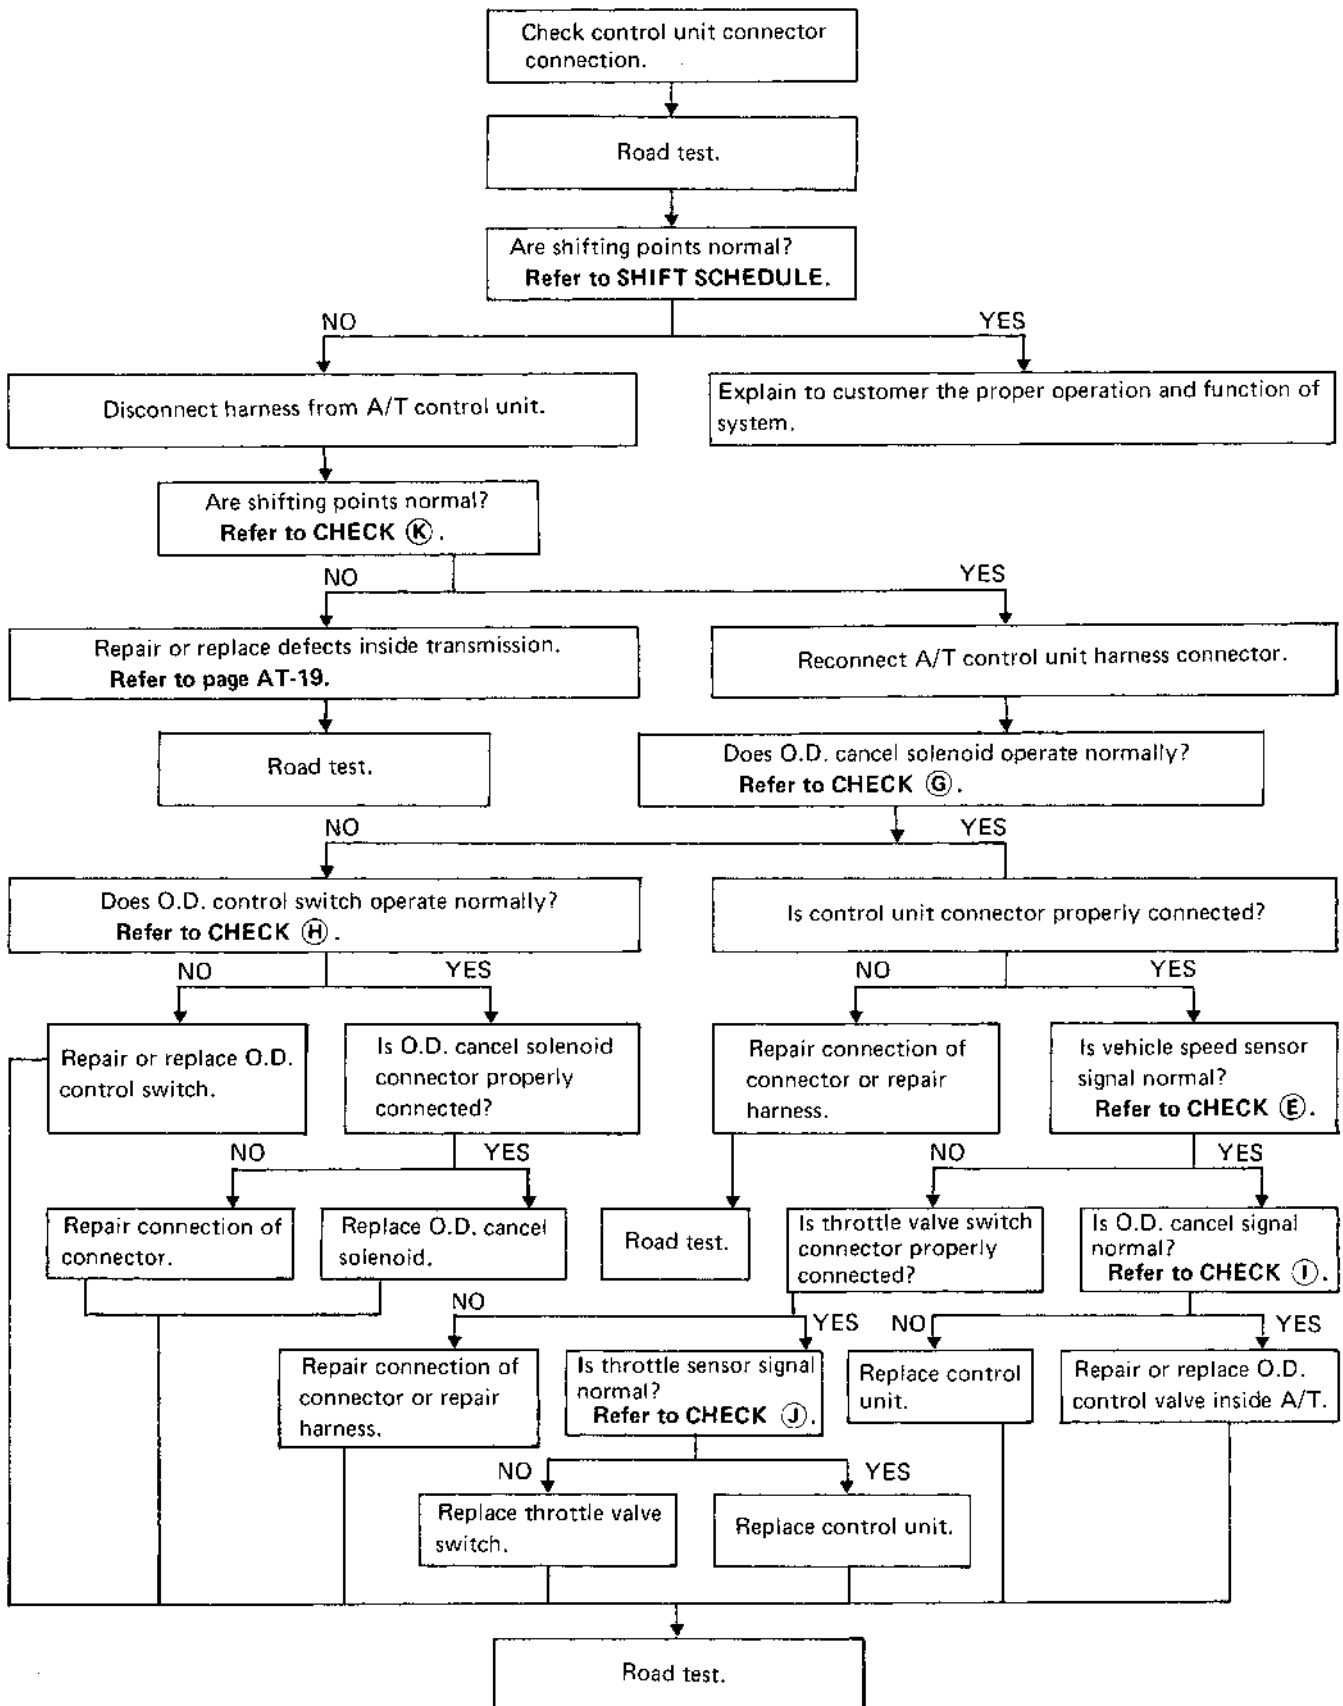 Check control unit connector
connection.
Road test.
Are shifting points normal?
Refer to SHIFT SCHEDULE.
NO
YES
Disconnect harness from A/T control unit.
Explain to customer the proper operation and function of
system.
Are shifting points normal?
Refer to CHECK Ⓚ.
NO
YES
Repair or replace defects inside transmission.
Refer to page AT-19.
Reconnect A/T control unit harness connector.
Road test.
Does O.D. cancel solenoid operate normally?
Refer to CHECK Ⓖ.
NO
YES
Does O.D. control switch operate normally?
Refer to CHECK Ⓗ.
Is control unit connector properly connected?
NO
YES
NO
YES
Repair or replace O.D.
control switch.
Is O.D. cancel solenoid
connector properly
connected?
Repair connection of
connector or repair
harness.
Is vehicle speed sensor
signal normal?
Refer to CHECK Ⓔ.
NO
YES
NO
YES
Repair connection of
connector.
Replace O.D. cancel
solenoid.
Road test.
Is throttle valve switch
connector properly
connected?
Is O.D. cancel signal
normal?
Refer to CHECK Ⓘ.
NO
YES
NO
YES
Repair connection of
connector or repair
harness.
Is throttle sensor signal
normal?
Refer to CHECK Ⓙ.
Replace control
unit.
Repair or replace O.D.
control valve inside A/T.
NO
YES
Replace throttle valve
switch.
Replace control unit.
Road test.